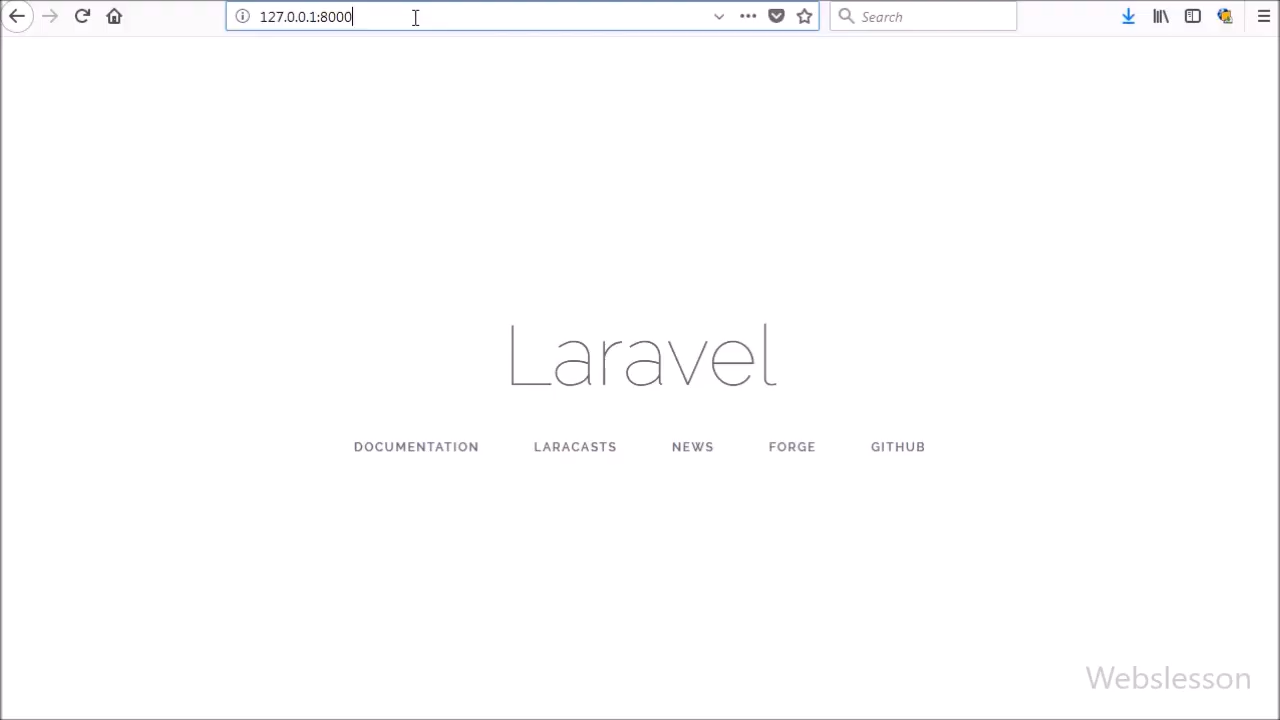 127.0.0.1:8000
Search
Laravel
DOCUMENTATION LARACASTS NEWS FORGE GITHUB
Webslesson